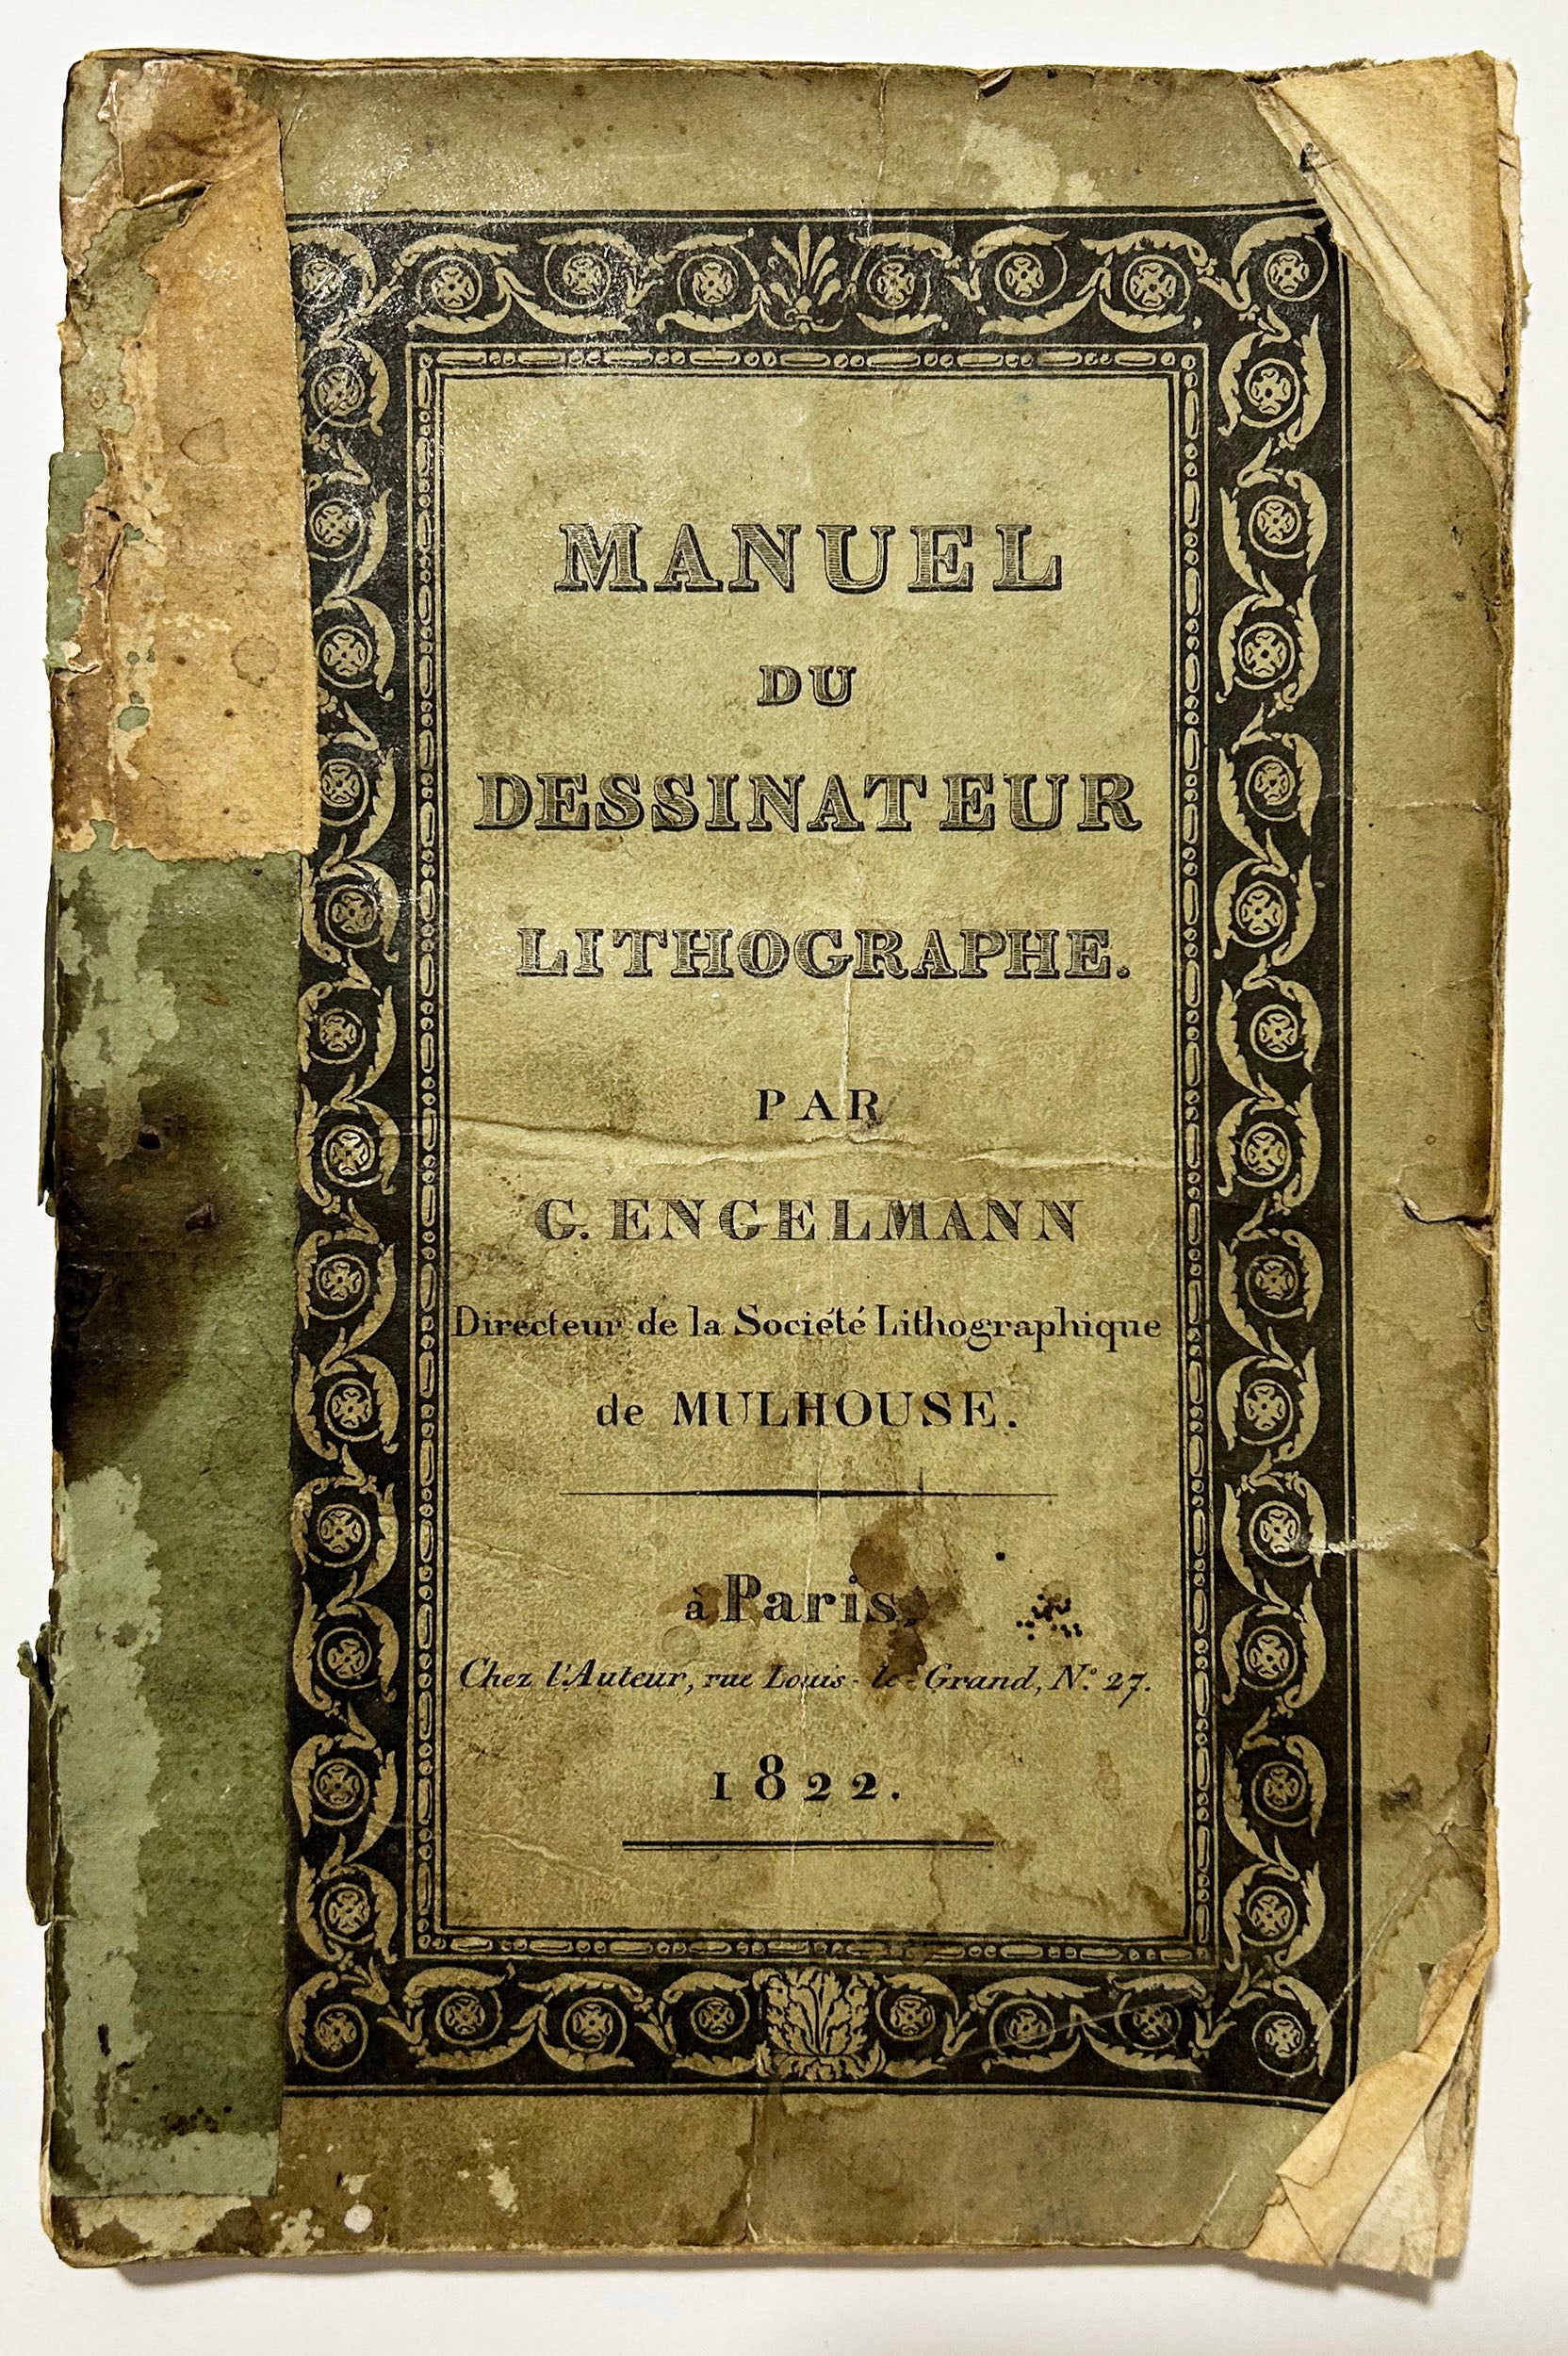 MANUEL
DU
DESSINATEUR
LITHOGRAPHE.
PAR
G. ENGELMANN
Directeur de la Société Lithographique
de MULHOUSE.
à Paris,
Chez l'Auteur, rue Louis-le-Grand, N.º 27.
1822.